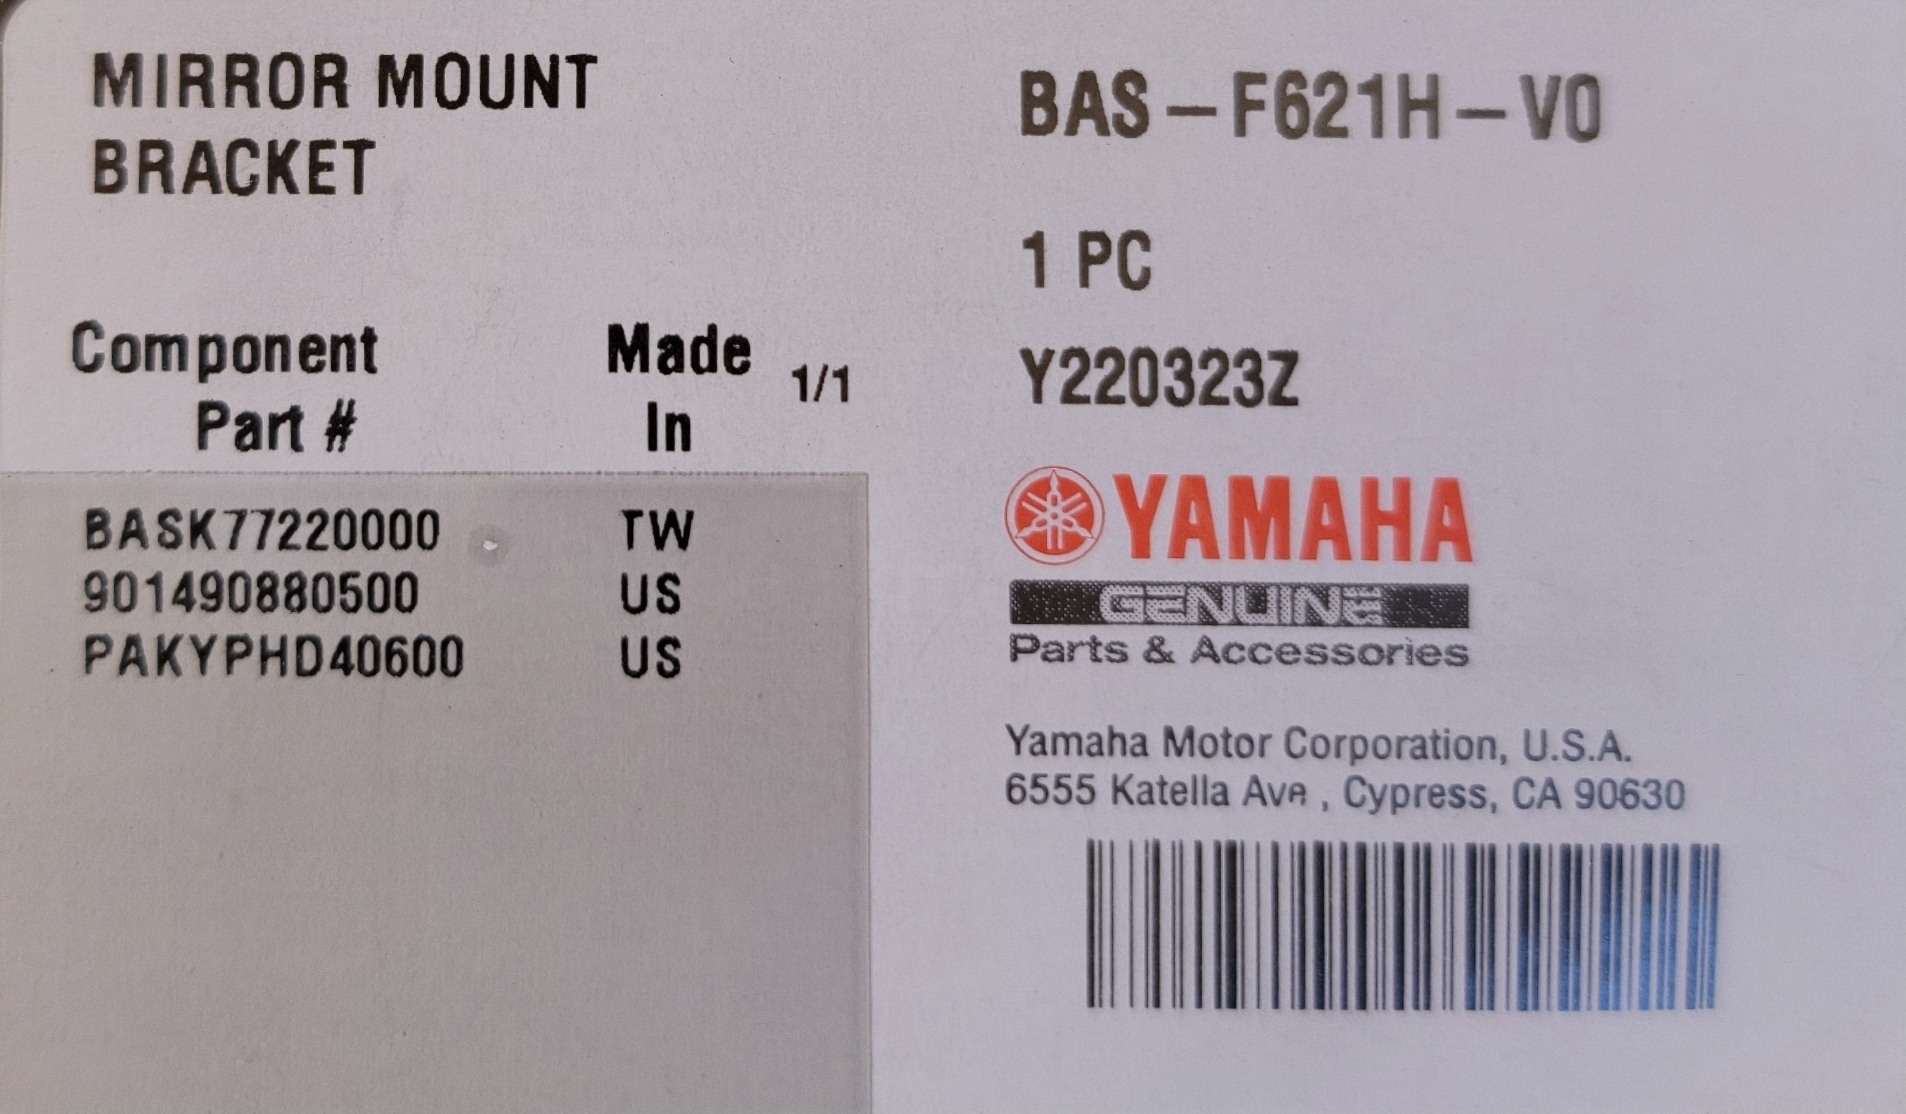 MIRROR MOUNT
BRACKET
Component Made 1/1
Part # In
BASK77220000 TW
901490880500 US
PAKYPHD40600 US
BAS-F621H-V0
1 PC
Y220323Z
YAMAHA
GENUINE
Parts & Accessories
Yamaha Motor Corporation, U.S.A.
6555 Katella Ave , Cypress, CA 90630